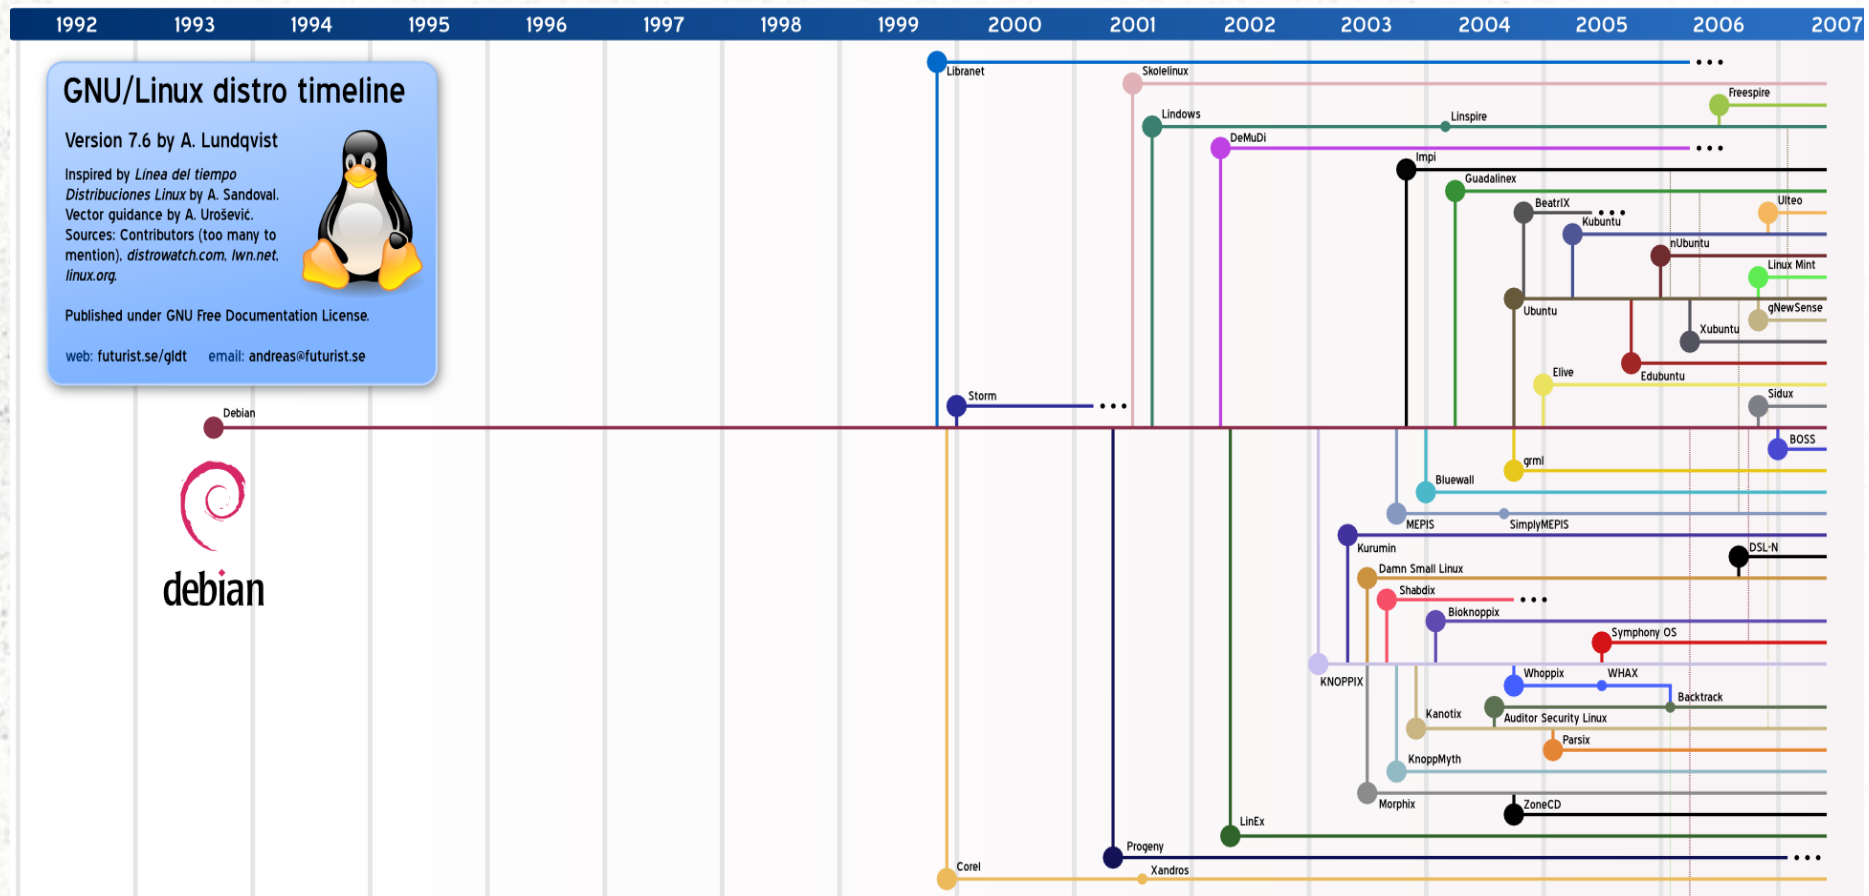 1992 1993 1994 1995 1996 1997 1998 1999 2000 2001 2002 2003 2004 2005 2006 2007
GNU/Linux distro timeline
Version 7.6 by A. Lundqvist
Inspired by Línea del tiempo
Distribuciones Linux by A. Sandoval.
Vector guidance by A. Urošević.
Sources: Contributors (too many to
mention), distrowatch.com, lwn.net,
linux.org.
Published under GNU Free Documentation License.
web: futurist.se/gldt email: andreas@futurist.se
Libranet
Skolelinux
Freespire
Lindows
Linspire
DeMuDi
Impi
Guadalinex
BeatrIX
Ulteo
Kubuntu
nUbuntu
Linux Mint
Ubuntu
gNewSense
Xubuntu
Elive
Edubuntu
Storm
Sidux
Debian
BOSS
grml
Bluewall
MEPIS
SimplyMEPIS
Kurumin
DSL-N
Damn Small Linux
debian
Shabdix
Bioknoppix
Symphony OS
KNOPPIX
Whoppix
WHAX
Backtrack
Kanotix
Auditor Security Linux
Parsix
KnoppMyth
Morphix
ZoneCD
LinEx
Progeny
Corel
Xandros